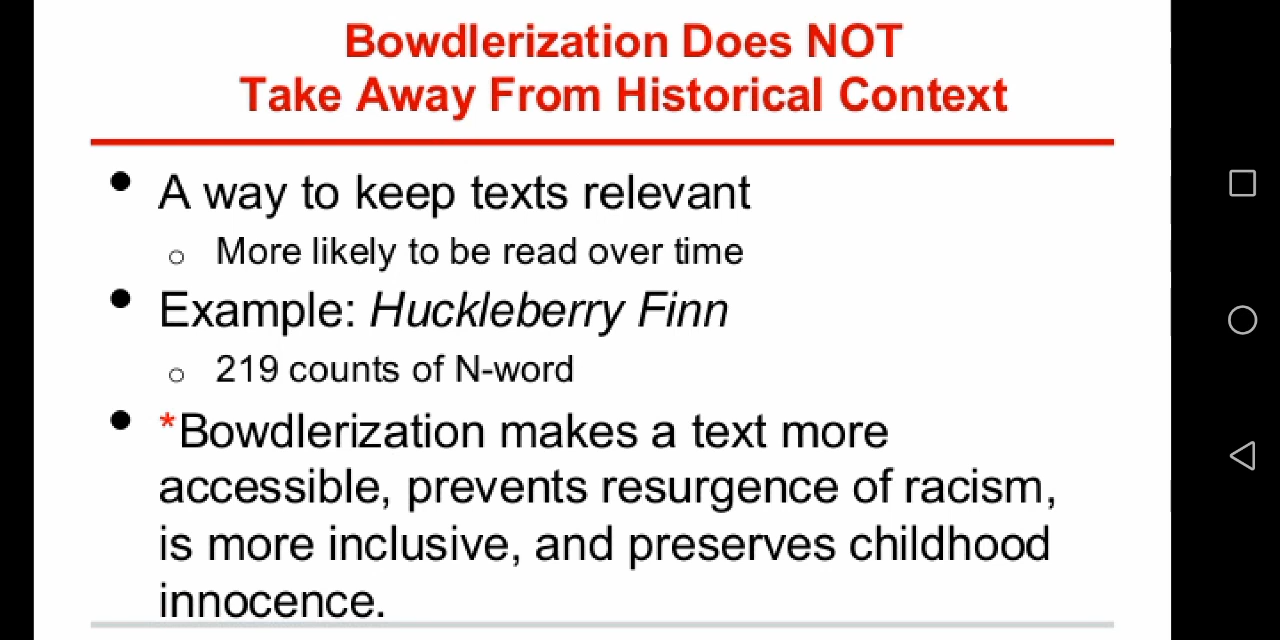 Bowdlerization Does NOT
Take Away From Historical Context
• A way to keep texts relevant
○ More likely to be read over time
• Example: Huckleberry Finn
○ 219 counts of N-word
• *Bowdlerization makes a text more
accessible, prevents resurgence of racism,
is more inclusive, and preserves childhood
innocence.